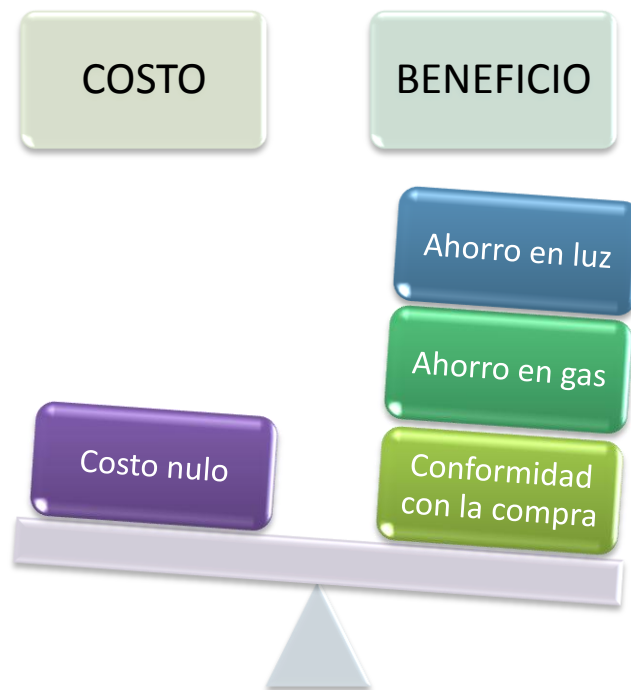 COSTO
BENEFICIO
Ahorro en luz
Ahorro en gas
Costo nulo
Conformidad
con la compra